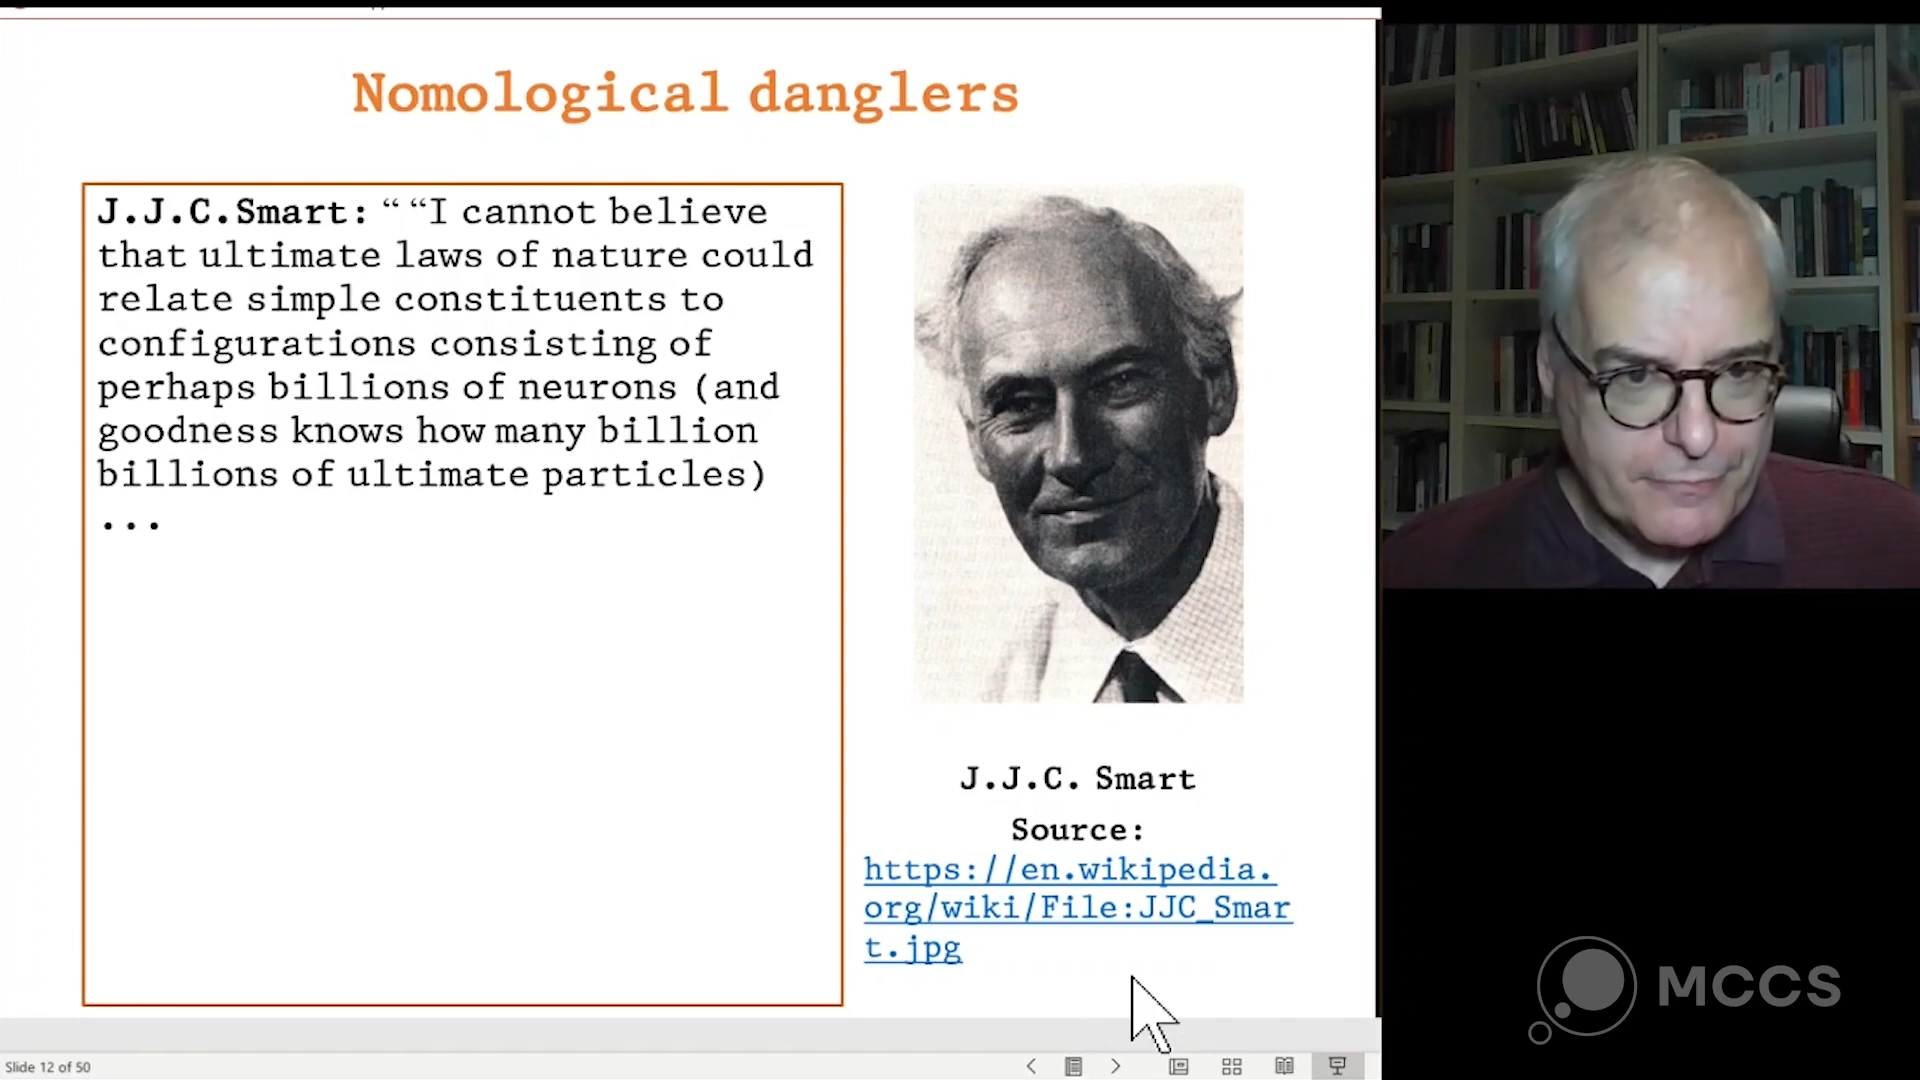 Nomological danglers
J.J.C.Smart: “ “I cannot believe
that ultimate laws of nature could
relate simple constituents to
configurations consisting of
perhaps billions of neurons (and
goodness knows how many billion
billions of ultimate particles)
...
J.J.C. Smart
Source:
https://en.wikipedia.
org/wiki/File:JJC_Smar
t.jpg
MCCS
Slide 12 of 50